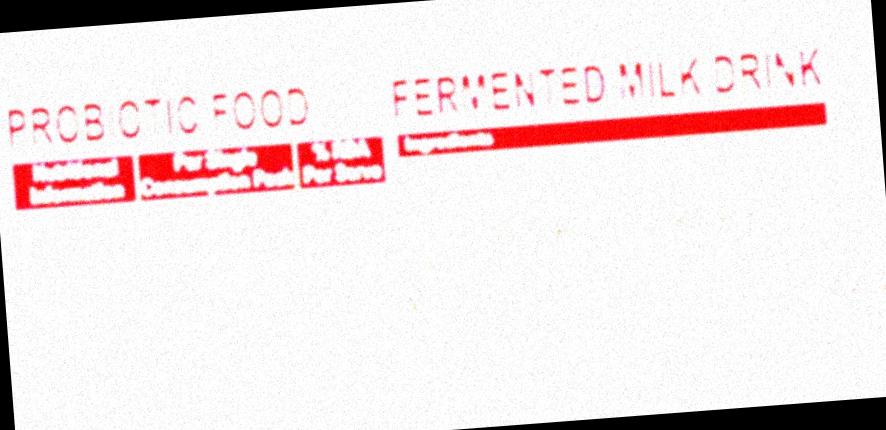 PROBIOTIC FOOD
Nutritional
Information
Per Single
Consumption Pack
% RDA
Per Serve
FERMENTED MILK DRINK
Ingredients